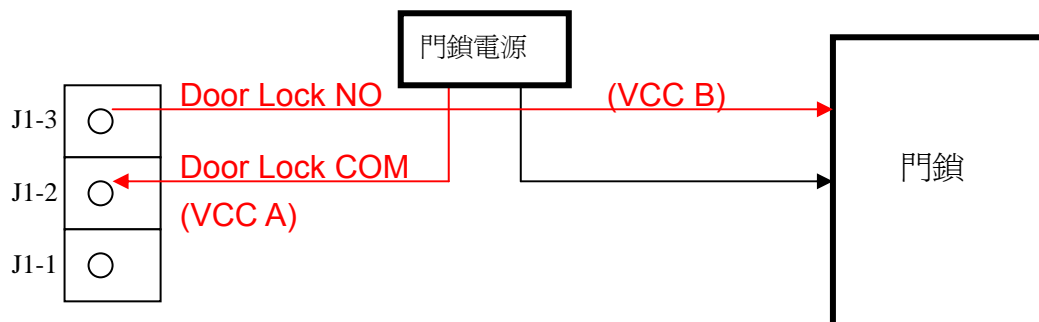 門鎖電源
J1-3
Door Lock NO
(VCC B)
J1-2
Door Lock COM
(VCC A)
門鎖
J1-1